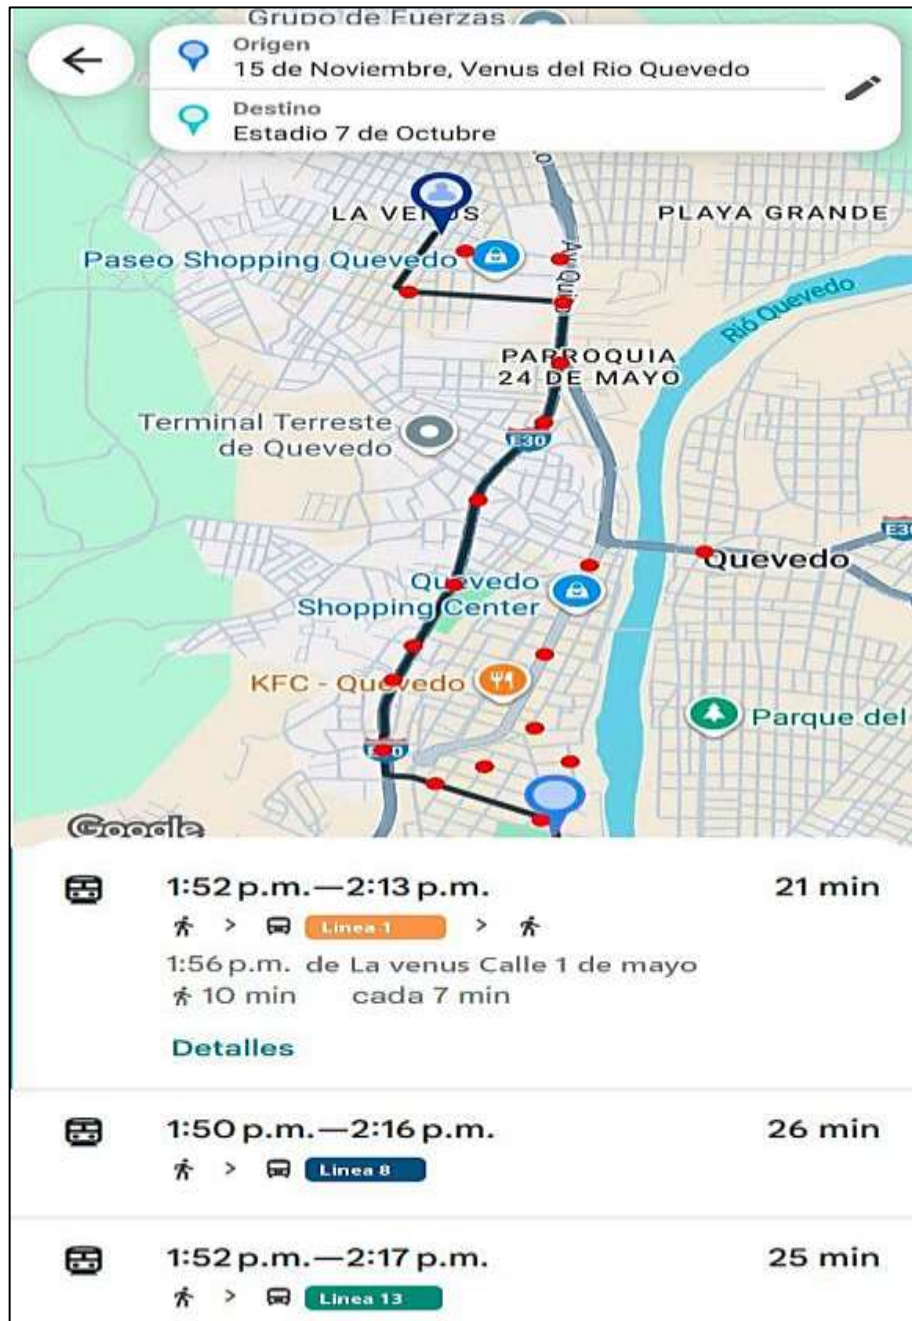 Grupo de Fuerzas
Origen
15 de Noviembre, Venus del Rio Quevedo
Destino
Estadio 7 de Octubre
LA VENUS
PLAYA GRANDE
Paseo Shopping Quevedo
Av Quito
Rió Quevedo
PARROQUIA
24 DE MAYO
Terminal Terreste
de Quevedo
E30
E30
Quevedo
Quevedo
Shopping Center
KFC - Quevedo
E30
Parque del
Google
1:52 p.m.—2:13 p.m.
21 min
> Linea 1 >
1:56 p.m. de La venus Calle 1 de mayo
10 min cada 7 min
Detalles
1:50 p.m.—2:16 p.m.
26 min
> Linea 8
1:52 p.m.—2:17 p.m.
25 min
> Linea 13